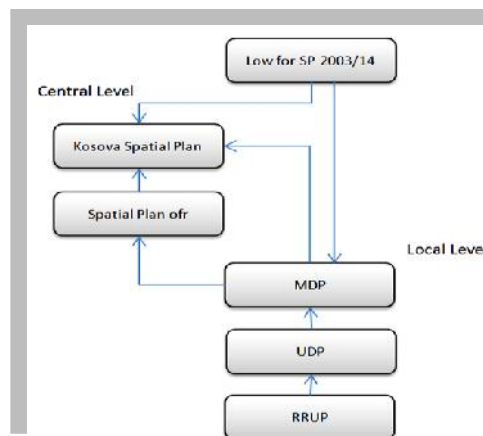 Low for SP 2003/14
Central Level
Kosova Spatial Plan
Spatial Plan ofr
Local Leve
MDP
UDP
RRUP